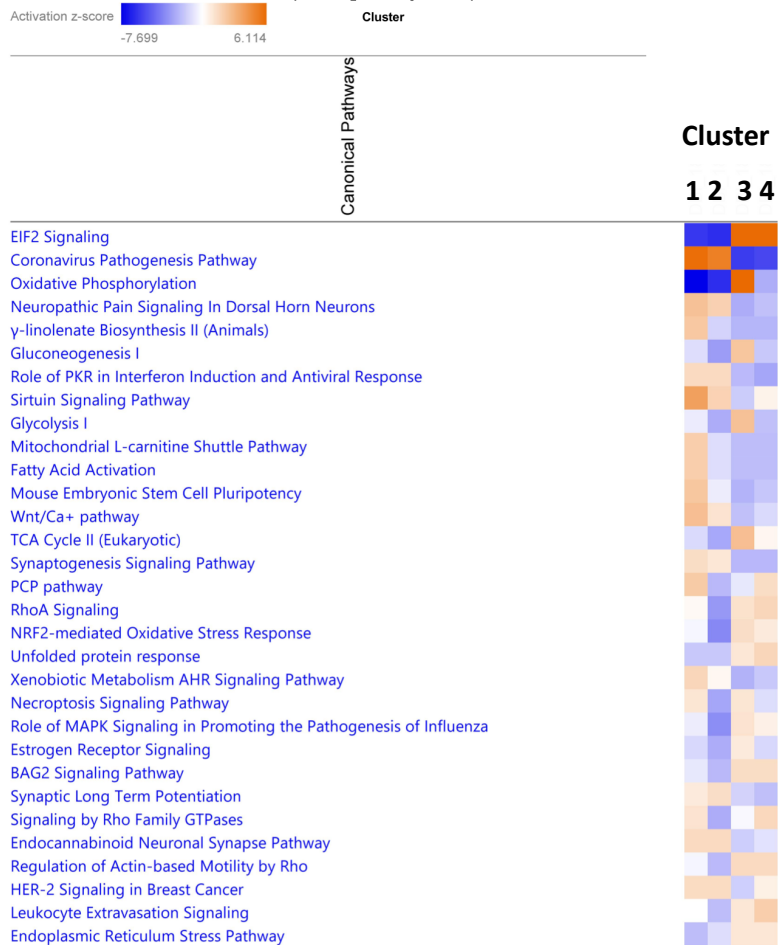 Activation z-score
Cluster
-7.699
6.114
Canonical Pathways
Cluster
1 2 3 4
EIF2 Signaling
Coronavirus Pathogenesis Pathway
Oxidative Phosphorylation
Neuropathic Pain Signaling In Dorsal Horn Neurons
γ-linolenate Biosynthesis II (Animals)
Gluconeogenesis I
Role of PKR in Interferon Induction and Antiviral Response
Sirtuin Signaling Pathway
Glycolysis I
Mitochondrial L-carnitine Shuttle Pathway
Fatty Acid Activation
Mouse Embryonic Stem Cell Pluripotency
Wnt/Ca+ pathway
TCA Cycle II (Eukaryotic)
Synaptogenesis Signaling Pathway
PCP pathway
RhoA Signaling
NRF2-mediated Oxidative Stress Response
Unfolded protein response
Xenobiotic Metabolism AHR Signaling Pathway
Necroptosis Signaling Pathway
Role of MAPK Signaling in Promoting the Pathogenesis of Influenza
Estrogen Receptor Signaling
BAG2 Signaling Pathway
Synaptic Long Term Potentiation
Signaling by Rho Family GTPases
Endocannabinoid Neuronal Synapse Pathway
Regulation of Actin-based Motility by Rho
HER-2 Signaling in Breast Cancer
Leukocyte Extravasation Signaling
Endoplasmic Reticulum Stress Pathway